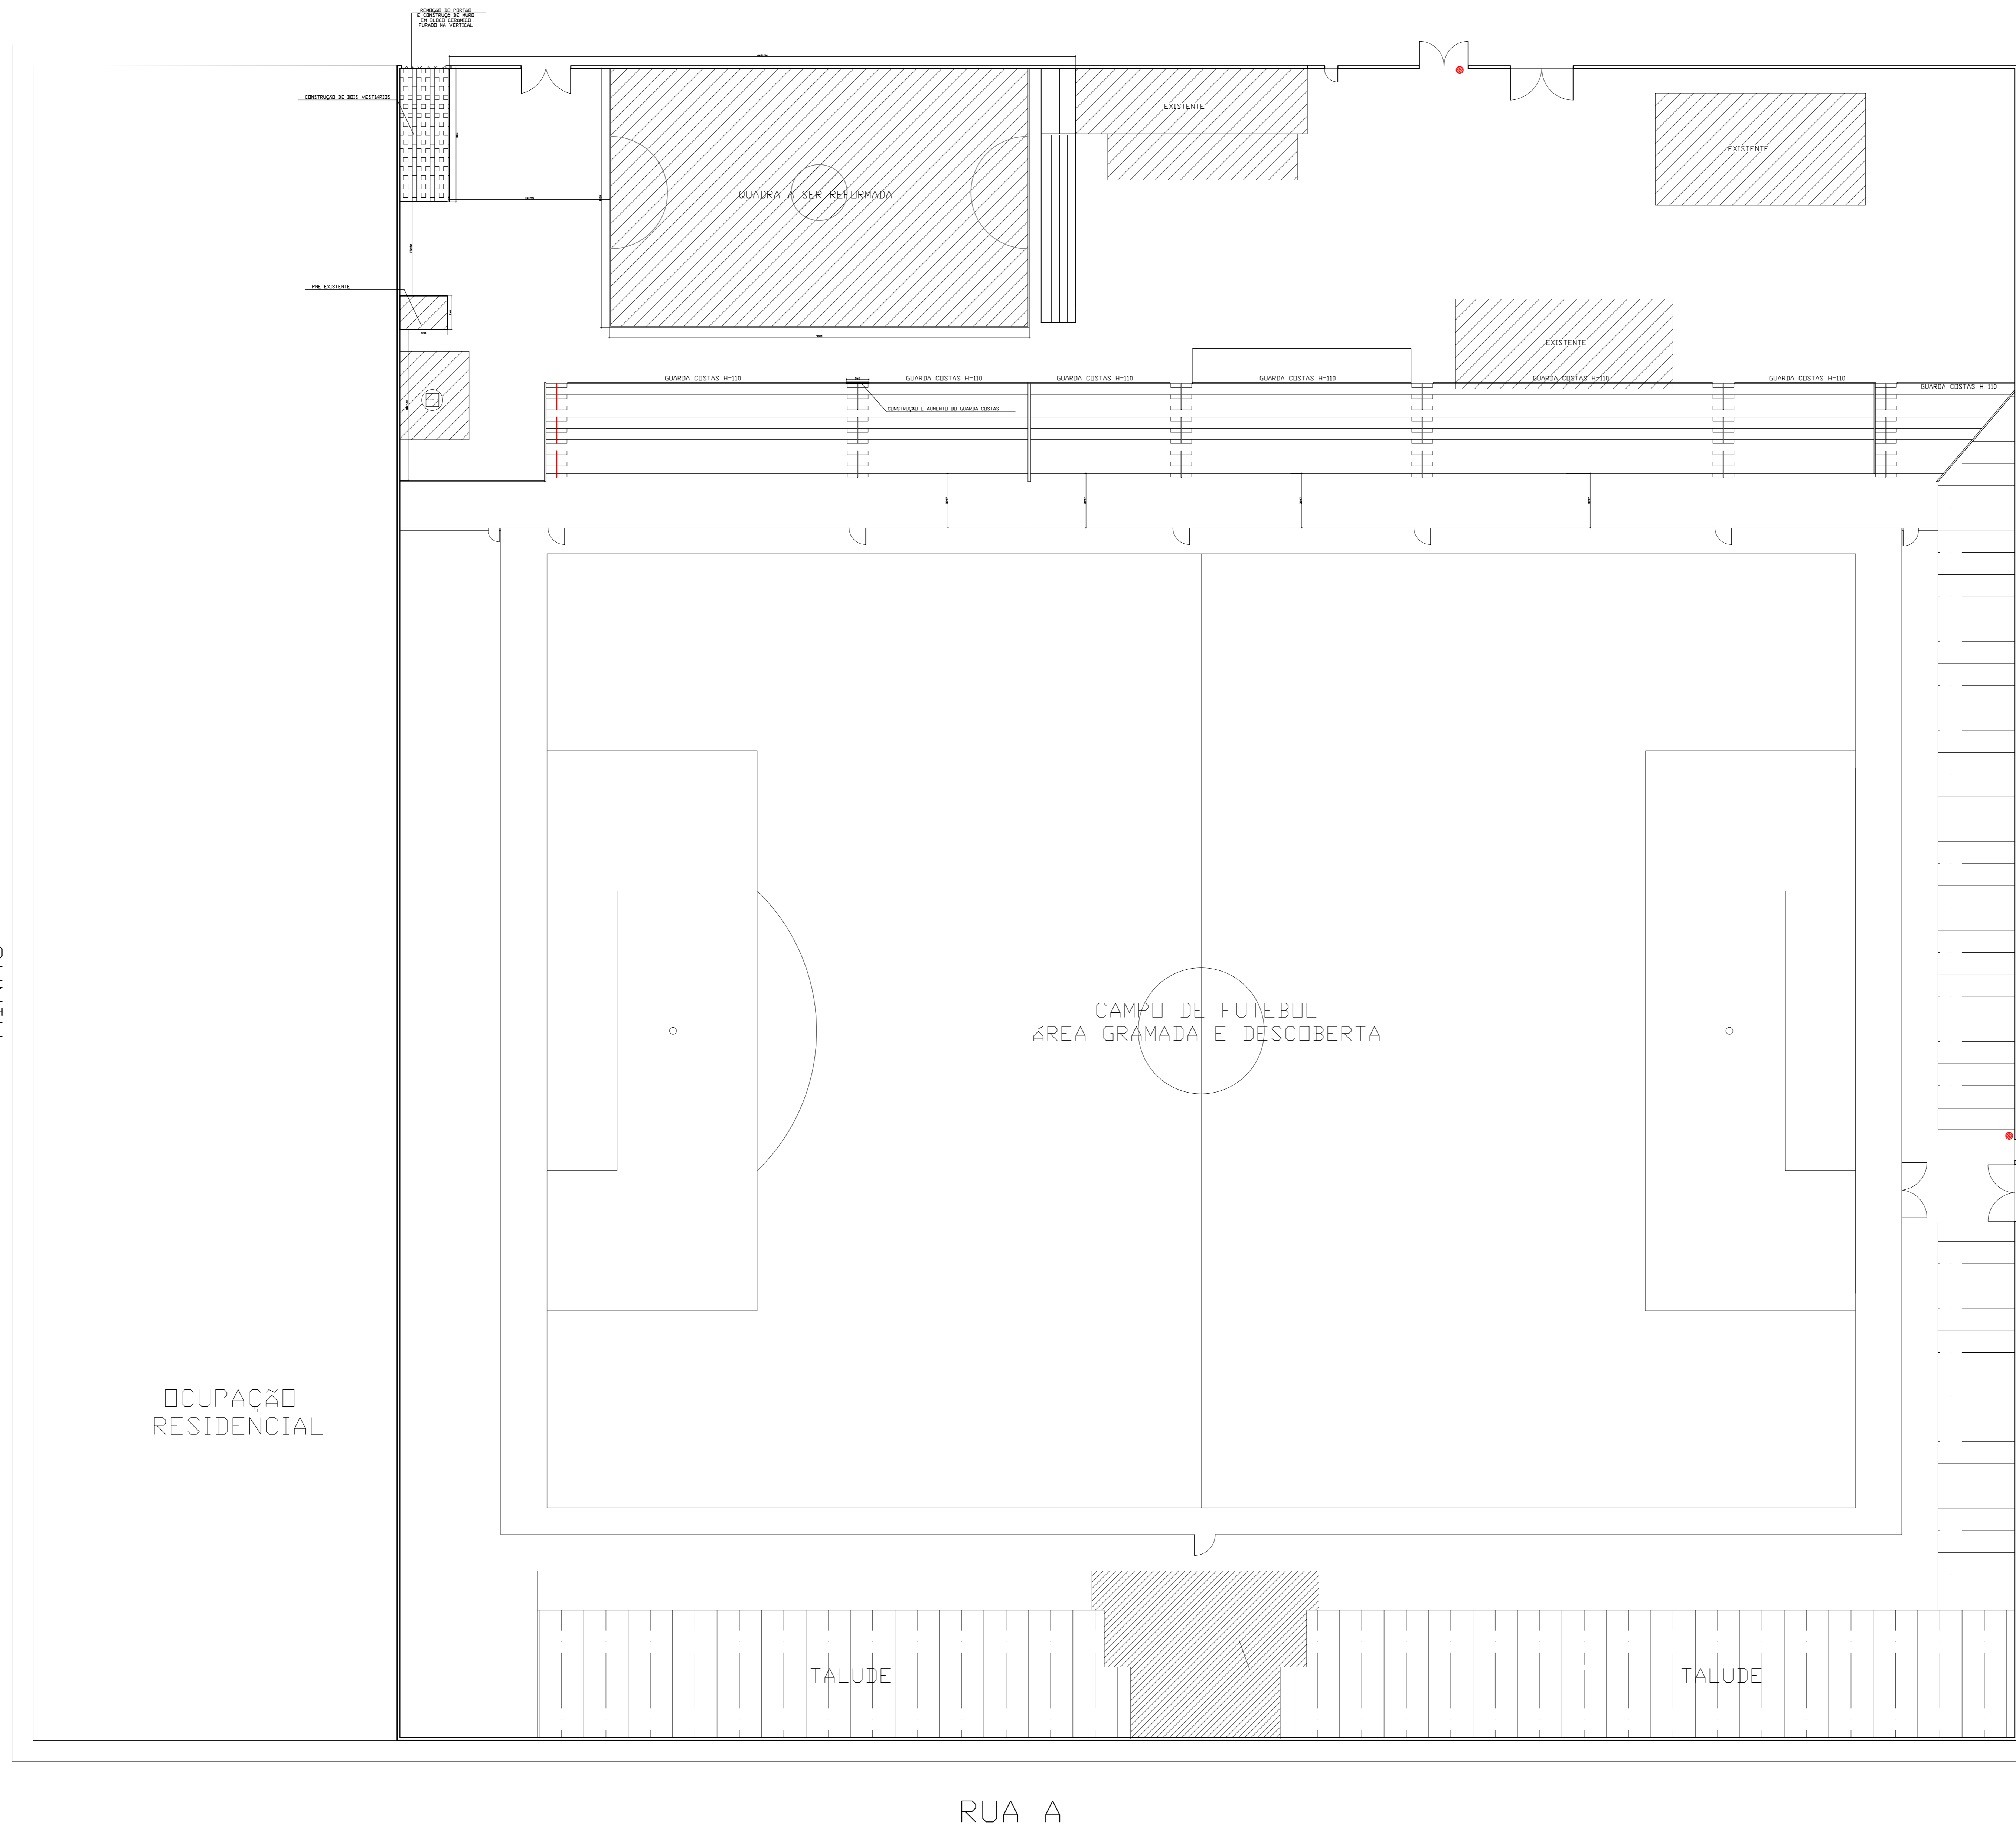 REMOÇÃO DO PORTÃO
E CONSTRUÇÕ DE MURO
EM BLOCO CERAMICO
FURADO NA VERTICAL
CONSTRUÇÃO DE DOIS VESTIÁRIOS
EXISTENTE
EXISTENTE
QUADRA A SER REFORMADA
PNE EXISTENTE
EXISTENTE
GUARDA COSTAS H=110
GUARDA COSTAS H=110
GUARDA COSTAS H=110
GUARDA COSTAS H=110
GUARDA COSTAS H=110
GUARDA COSTAS H=110
GUARDA COSTAS H=110
CONSTRUÇÃO E AUMENTO DO GUARDA COSTAS
CAMPO DE FUTEBOL
ÁREA GRAMADA E DESCOBERTA
OCUPAÇÃO
RESIDENCIAL
TALUDE
TALUDE
RUA A